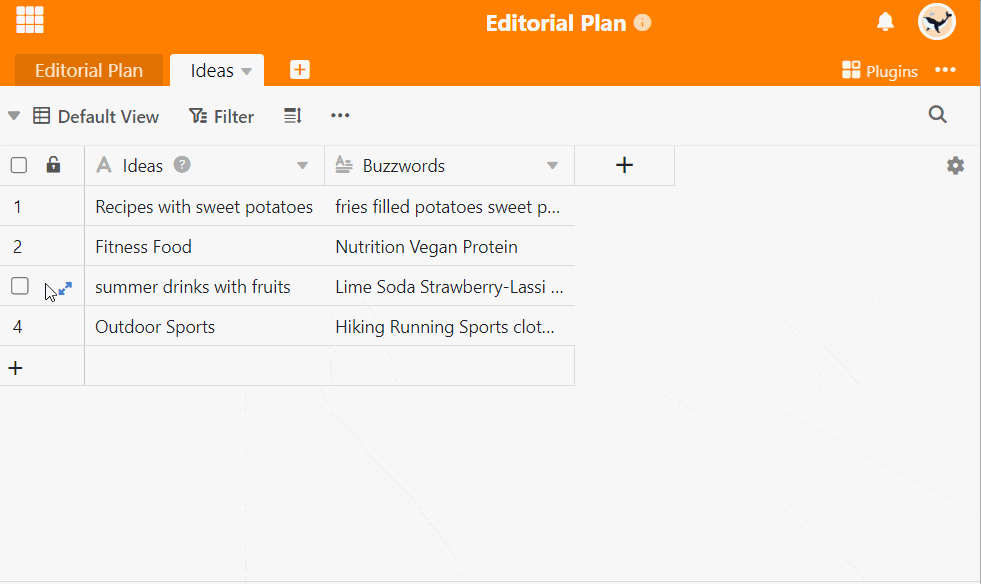 Editorial Plan
Editorial Plan Ideas Plugins
Default View Filter
Ideas Buzzwords
1 Recipes with sweet potatoes fries filled potatoes sweet p...
2 Fitness Food Nutrition Vegan Protein
summer drinks with fruits Lime Soda Strawberry-Lassi ...
4 Outdoor Sports Hiking Running Sports clot...